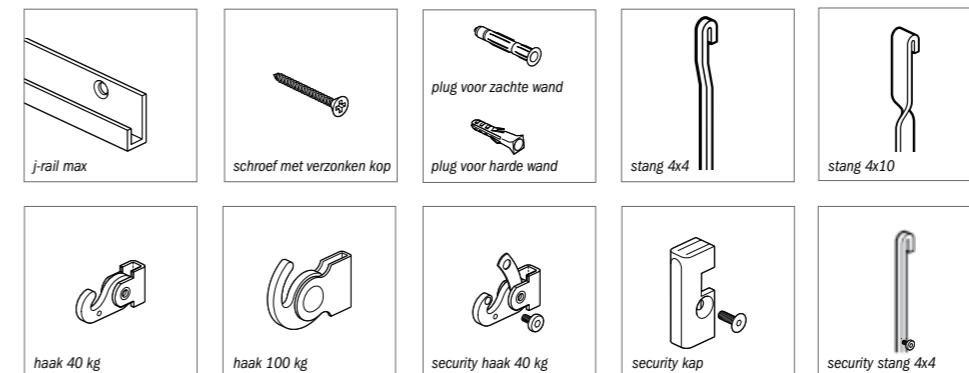 j-rail max
schroef met verzonken kop
plug voor zachte wand
plug voor harde wand
stang 4x4
stang 4x10
haak 40 kg
haak 100 kg
security haak 40 kg
security kap
security stang 4x4